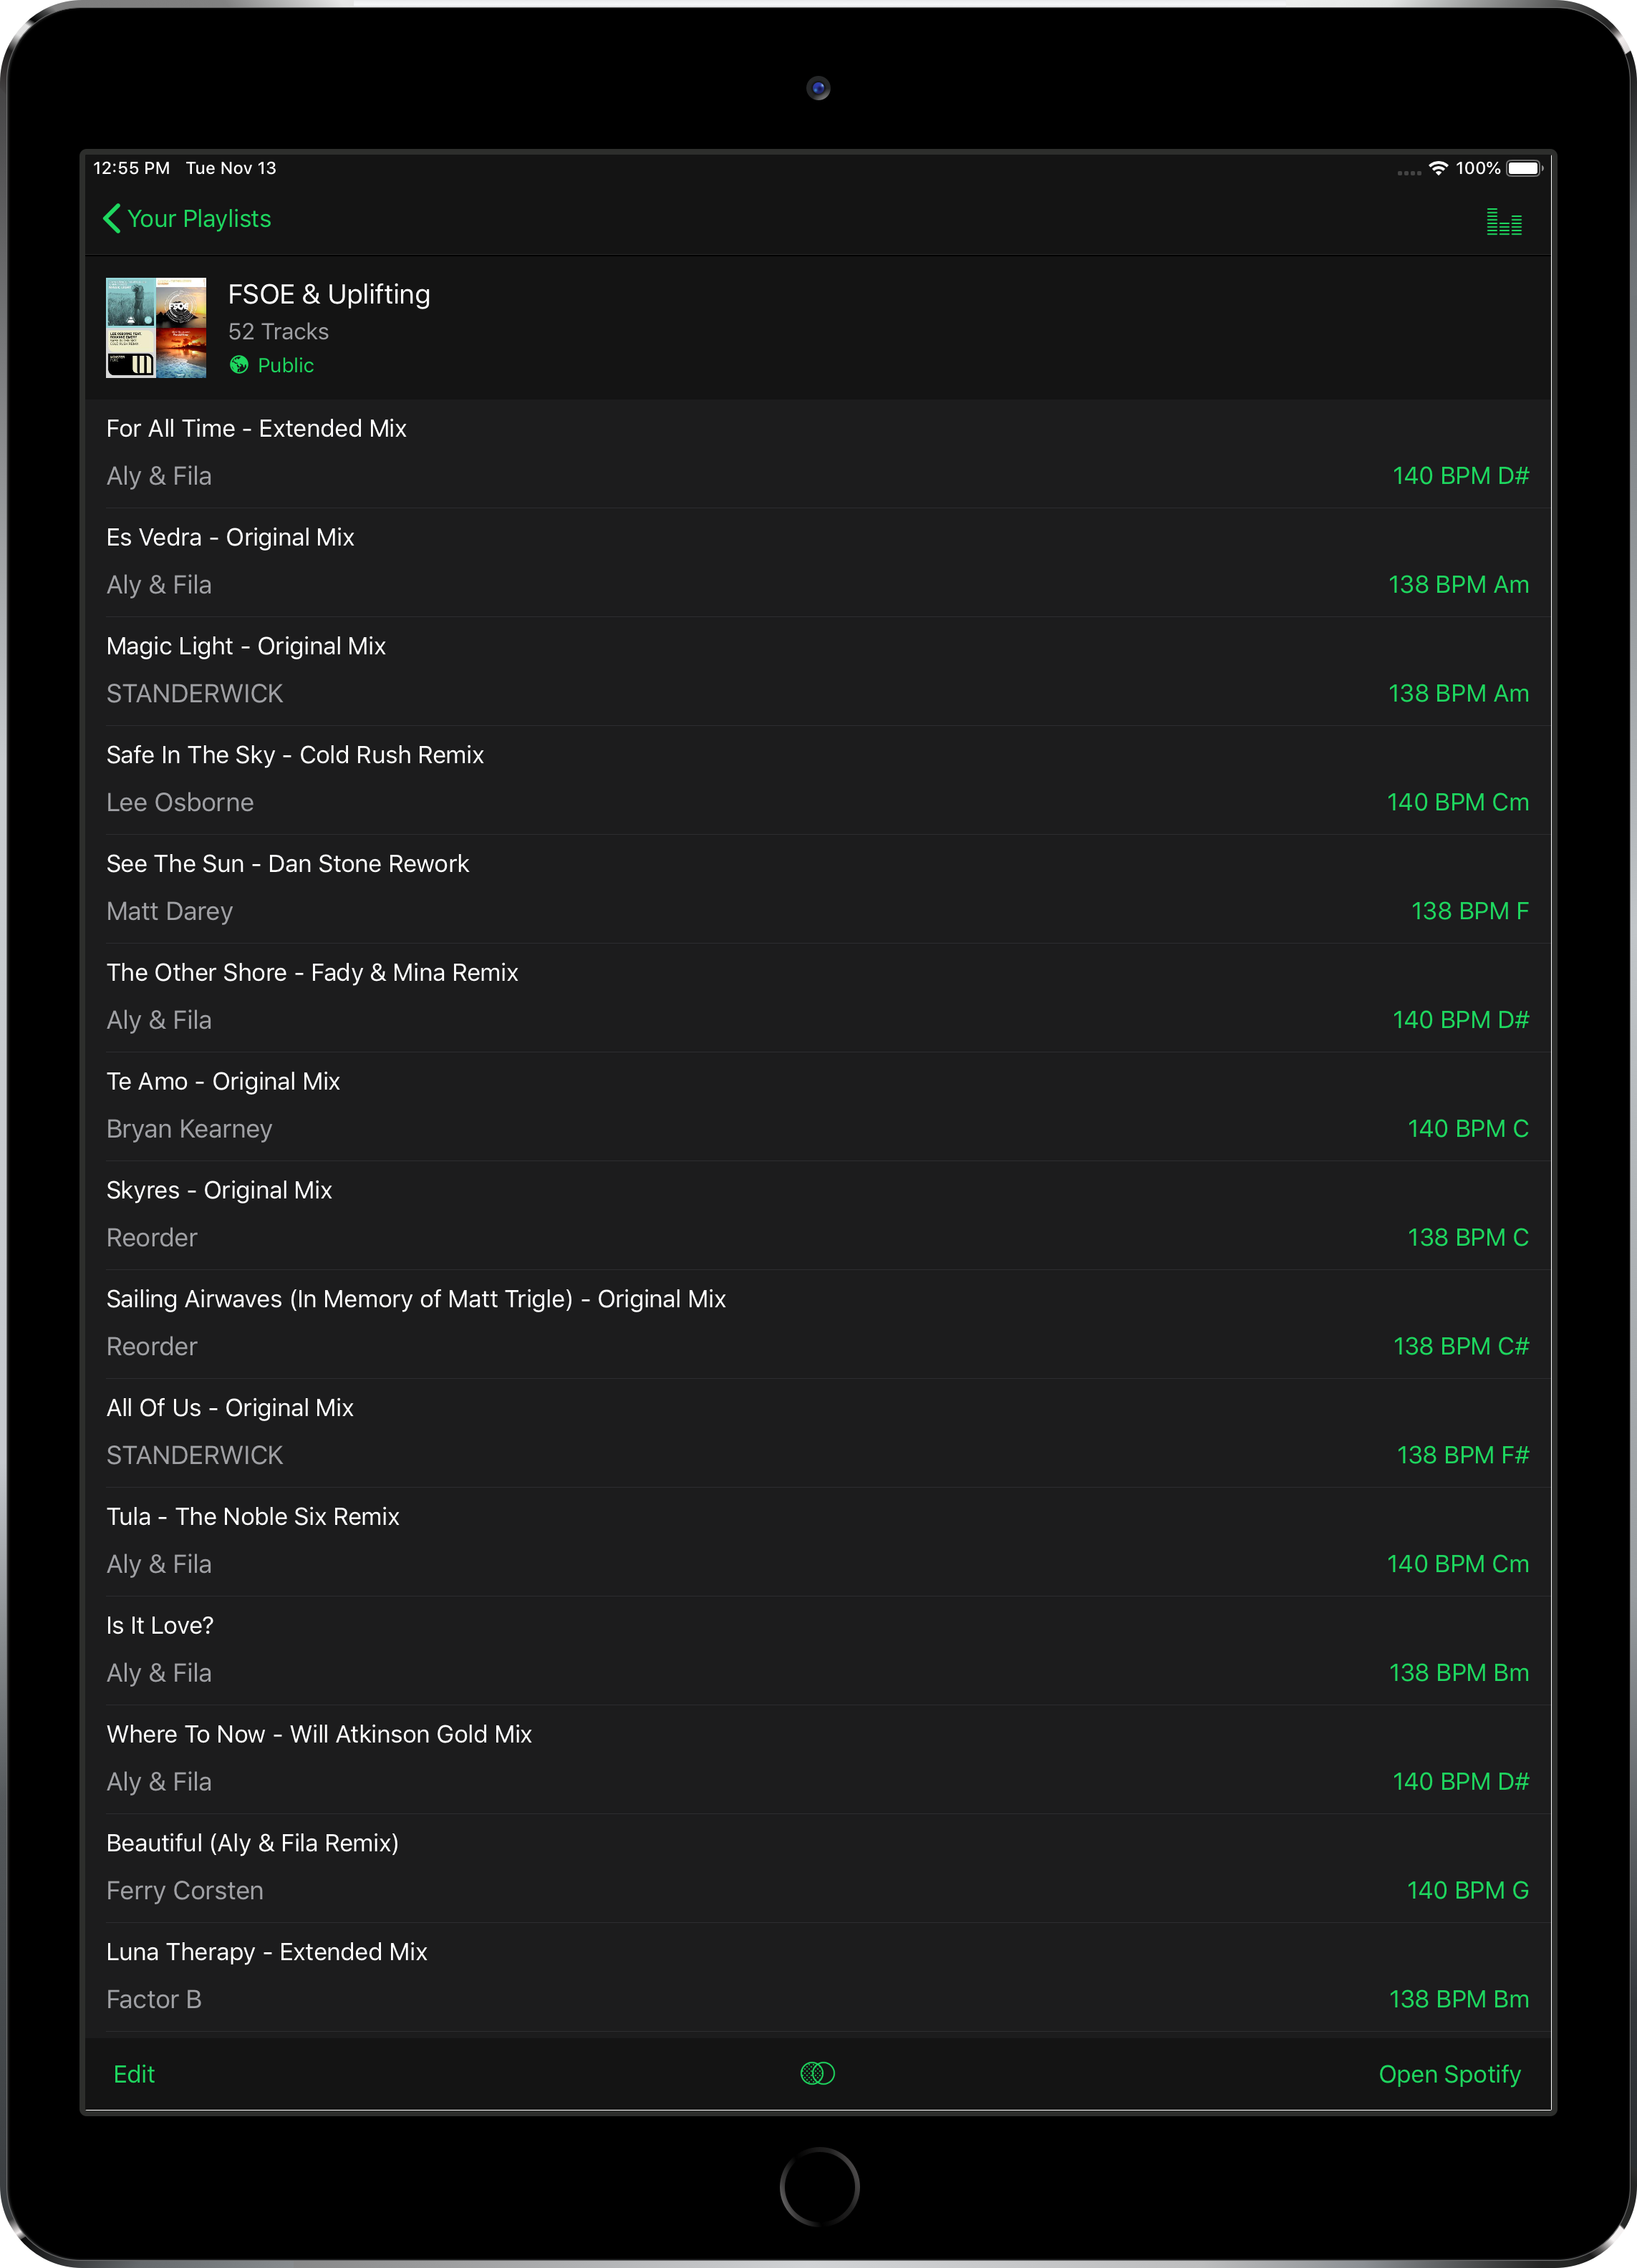 12:55 PM Tue Nov 13 100%
Your Playlists
FSOE & Uplifting
52 Tracks
Public
For All Time - Extended Mix
Aly & Fila 140 BPM D#
Es Vedra - Original Mix
Aly & Fila 138 BPM Am
Magic Light - Original Mix
STANDERWICK 138 BPM Am
Safe In The Sky - Cold Rush Remix
Lee Osborne 140 BPM Cm
See The Sun - Dan Stone Rework
Matt Darey 138 BPM F
The Other Shore - Fady & Mina Remix
Aly & Fila 140 BPM D#
Te Amo - Original Mix
Bryan Kearney 140 BPM C
Skyres - Original Mix
Reorder 138 BPM C
Sailing Airwaves (In Memory of Matt Trigle) - Original Mix
Reorder 138 BPM C#
All Of Us - Original Mix
STANDERWICK 138 BPM F#
Tula - The Noble Six Remix
Aly & Fila 140 BPM Cm
Is It Love?
Aly & Fila 138 BPM Bm
Where To Now - Will Atkinson Gold Mix
Aly & Fila 140 BPM D#
Beautiful (Aly & Fila Remix)
Ferry Corsten 140 BPM G
Luna Therapy - Extended Mix
Factor B 138 BPM Bm
Edit Open Spotify